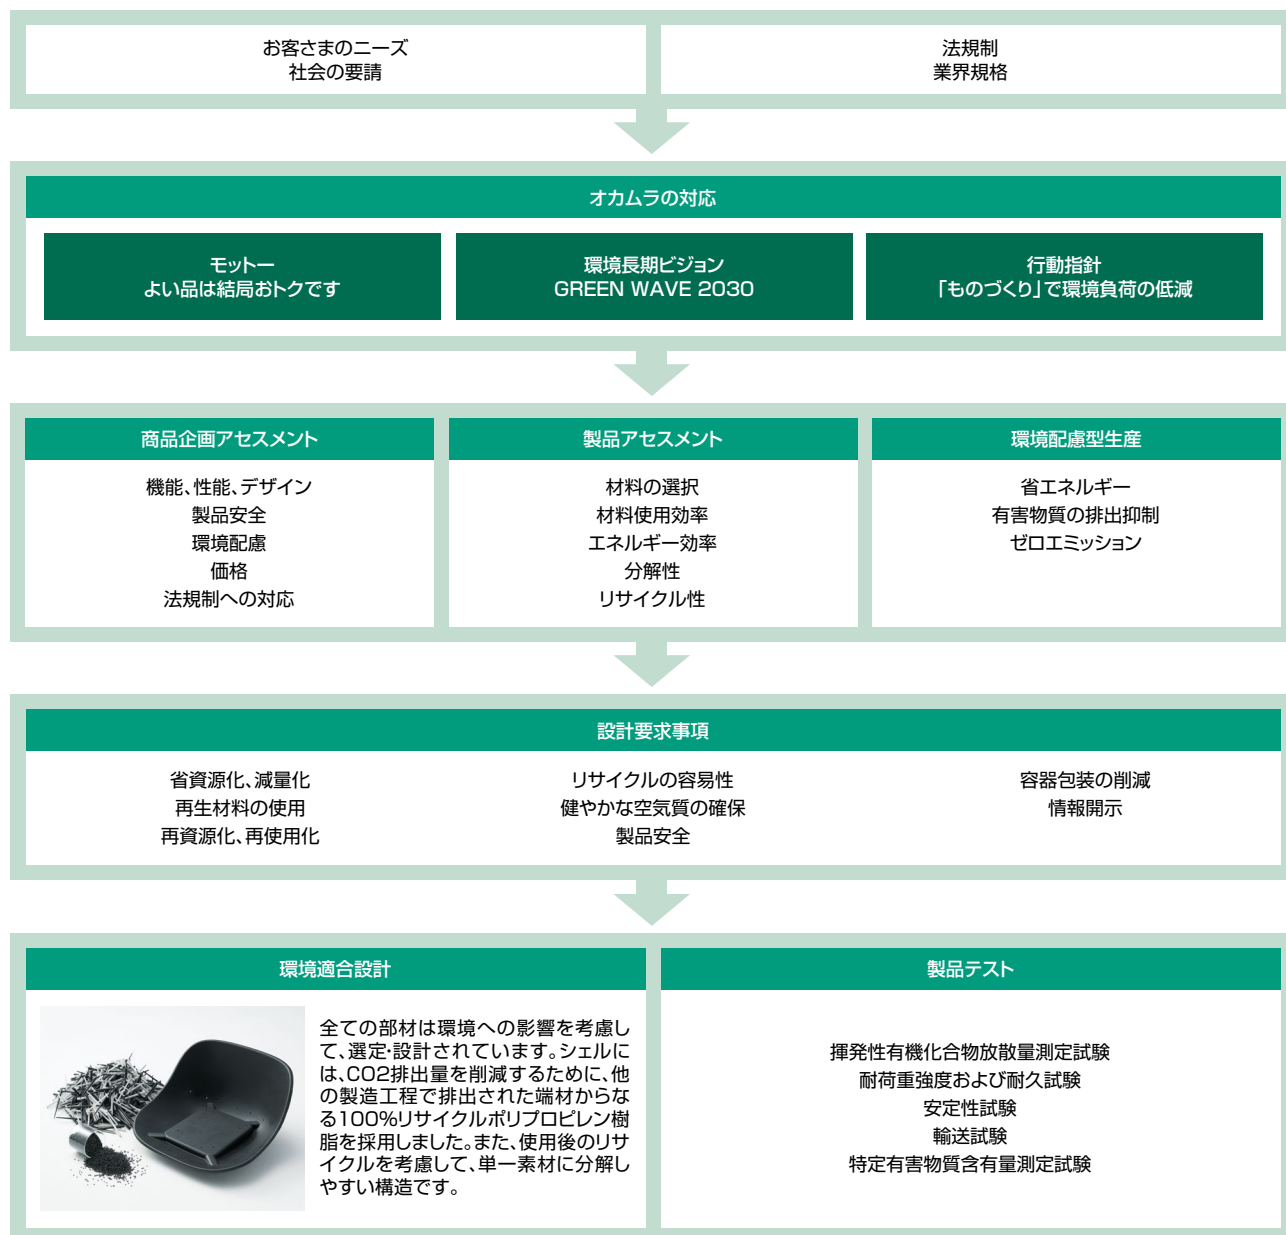 お客さまのニーズ
社会の要請
法規制
業界規格
オカムラの対応
モットー
よい品は結局おトクです
環境長期ビジョン
GREEN WAVE 2030
行動指針
「ものづくり」で環境負荷の低減
商品企画アセスメント
機能、性能、デザイン
製品安全
環境配慮
価格
法規制への対応
製品アセスメント
材料の選択
材料使用効率
エネルギー効率
分解性
リサイクル性
環境配慮型生産
省エネルギー
有害物質の排出抑制
ゼロエミッション
設計要求事項
省資源化、減量化
再生材料の使用
再資源化、再使用化
リサイクルの容易性
健やかな空気質の確保
製品安全
容器包装の削減
情報開示
環境適合設計
全ての部材は環境への影響を考慮し
て、選定・設計されています。シェルに
は、CO2排出量を削減するために、他
の製造工程で排出された端材からな
る100%リサイクルポリプロピレン樹
脂を採用しました。また、使用後のリサ
イクルを考慮して、単一素材に分解し
やすい構造です。
製品テスト
揮発性有機化合物放散量測定試験
耐荷重強度および耐久試験
安定性試験
輸送試験
特定有害物質含有量測定試験